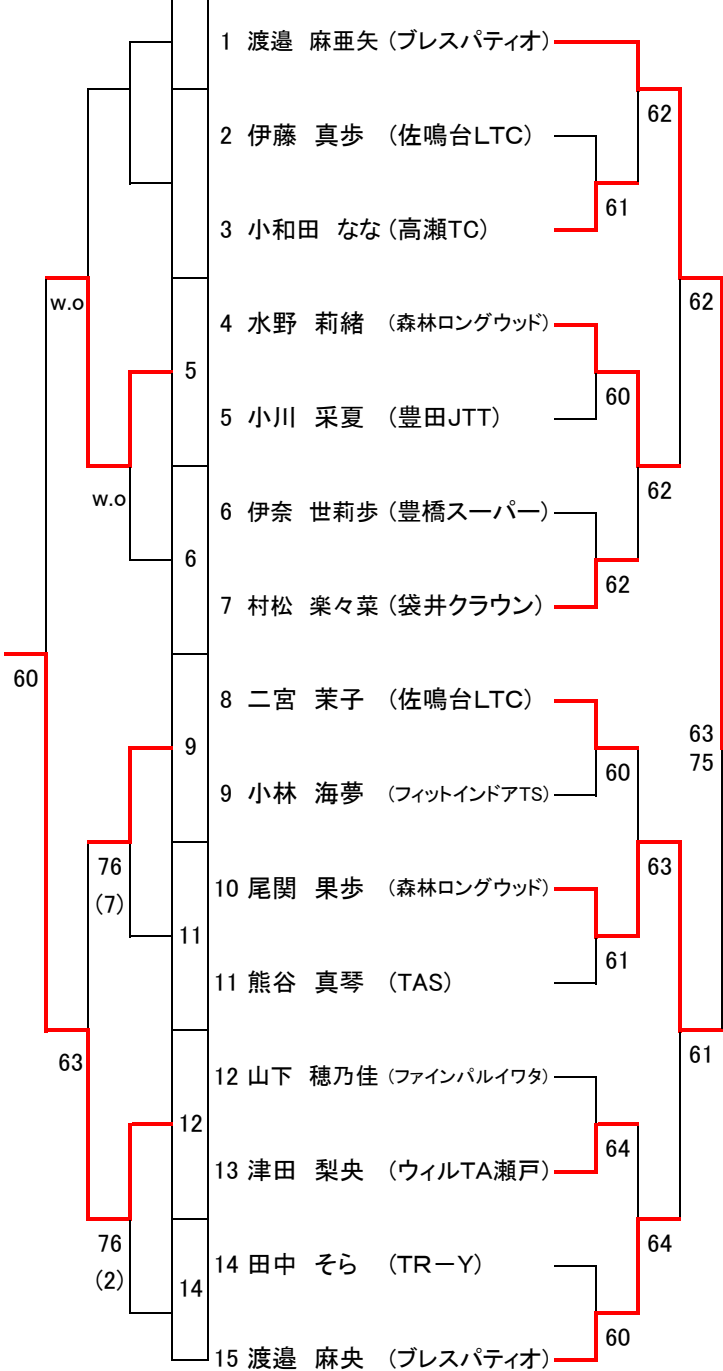 1 渡邉 麻亜矢 (ブレスパティオ)
62
2 伊藤 真歩 (佐鳴台LTC)
61
3 小和田 なな (高瀬TC)
w.o
62
4 水野 莉緒 (森林ロングウッド)
5
60
5 小川 采夏 (豊田JTT)
w.o
62
6 伊奈 世莉歩 (豊橋スーパー)
6
62
7 村松 楽々菜 (袋井クラウン)
60
8 二宮 茉子 (佐鳴台LTC)
63
9
75
60
9 小林 海夢 (フィットインドアTS)
76
63
(7)
10 尾関 果歩 (森林ロングウッド)
11
61
11 熊谷 真琴 (TAS)
63
61
12 山下 穂乃佳 (ファインパルイワタ)
12
64
13 津田 梨央 (ウィルTA瀬戸)
76
64
(2)
14 田中 そら (TR-Y)
14
60
15 渡邉 麻央 (ブレスパティオ)